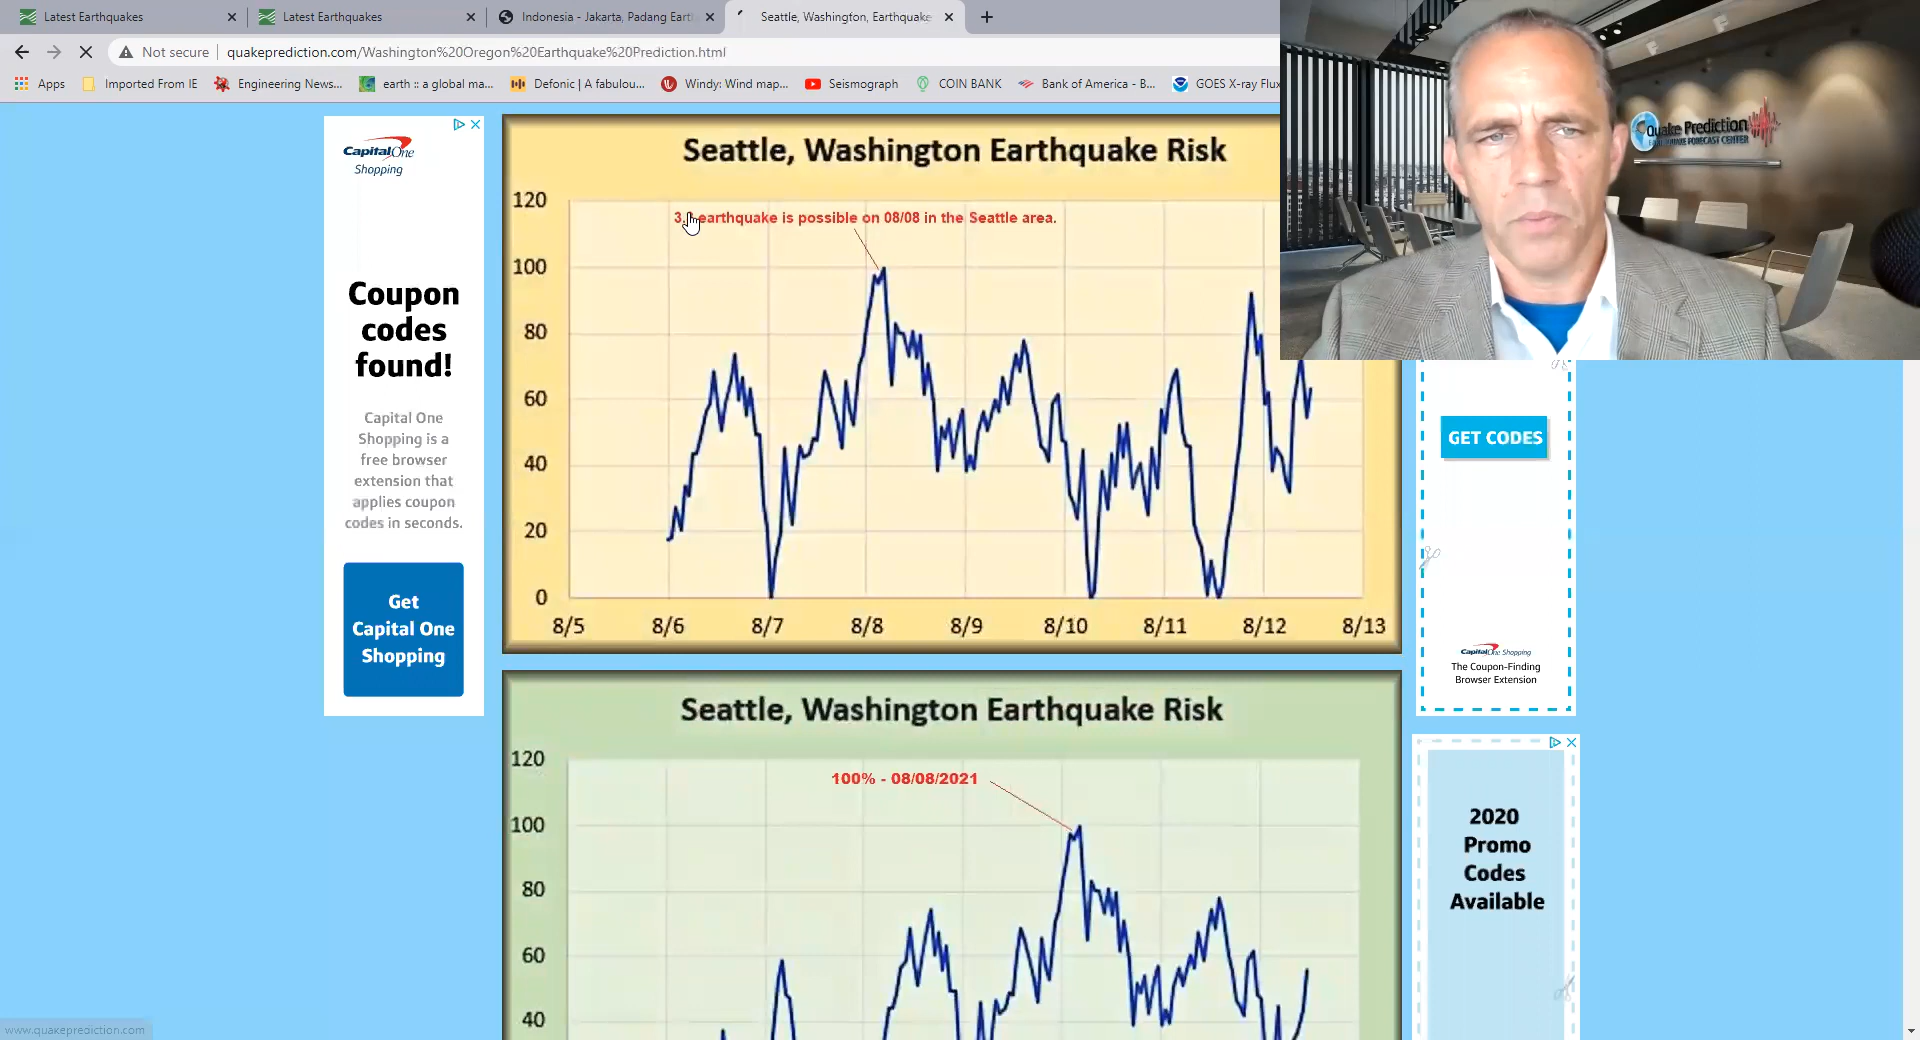 Latest Earthquakes
Latest Earthquakes
Indonesia - Jakarta, Padang Eart
Seattle, Washington, Earthquake
Not secure
quakeprediction.com/Washington%20Oregon%20Earthquake%20Prediction.html
Apps
Imported From IE
Engineering News...
earth :: a global ma...
Defonic | A fabulou...
Windy: Wind map,...
Seismograph
COIN BANK
Bank of America - B...
GOES X-ray Flux
Quake Prediction
Capital One
Shopping
Coupon
codes
found!
Capital One
Shopping is a
free browser
extension that
applies coupon
codes in seconds.
Get
Capital One
Shopping
Seattle, Washington Earthquake Risk
earthquake is possible on 08/08 in the Seattle area.
120
100
80
60
40
20
0
8/5 8/6 8/7 8/8 8/9 8/10 8/11 8/12 8/13
GET CODES
CapitalOne Shopping
The Coupon-Finding
Browser Extension
Seattle, Washington Earthquake Risk
100% - 08/08/2021
120
100
80
60
40
2020
Promo
Codes
Available
www.quakeprediction.com